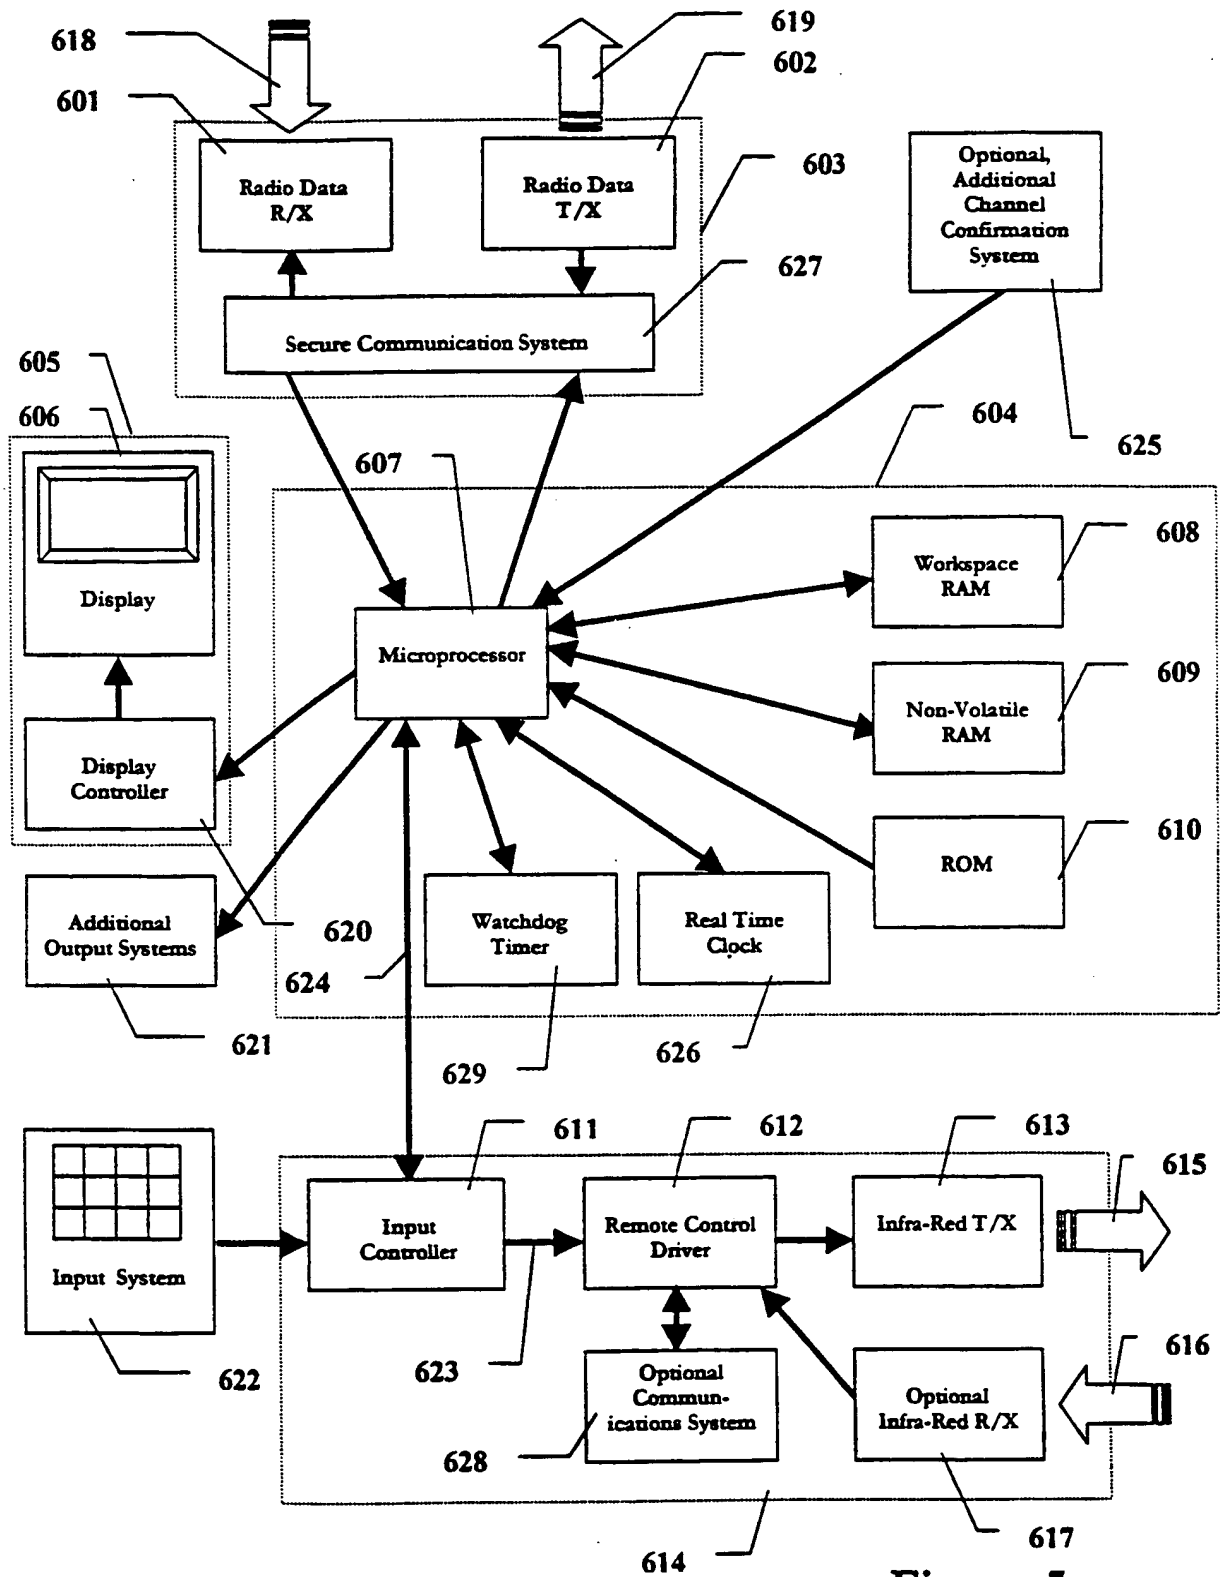 618
619
602
601
Radio Data
R/X
Radio Data
T/X
603
Optional,
Additional
Channel
Confirmation
System
627
Secure Communication System
605
606
604
625
607
Display
Microprocessor
608
Workspace
RAM
609
Non-Volatile
RAM
Display
Controller
610
ROM
Additional
Output Systems
620
624
Watchdog
Timer
Real Time
Clock
621
629
626
611
612
613
615
Input System
Input
Controller
Remote Control
Driver
Infra-Red T/X
622
623
616
Optional
Commun-
ications System
Optional
Infra-Red R/X
628
617
614